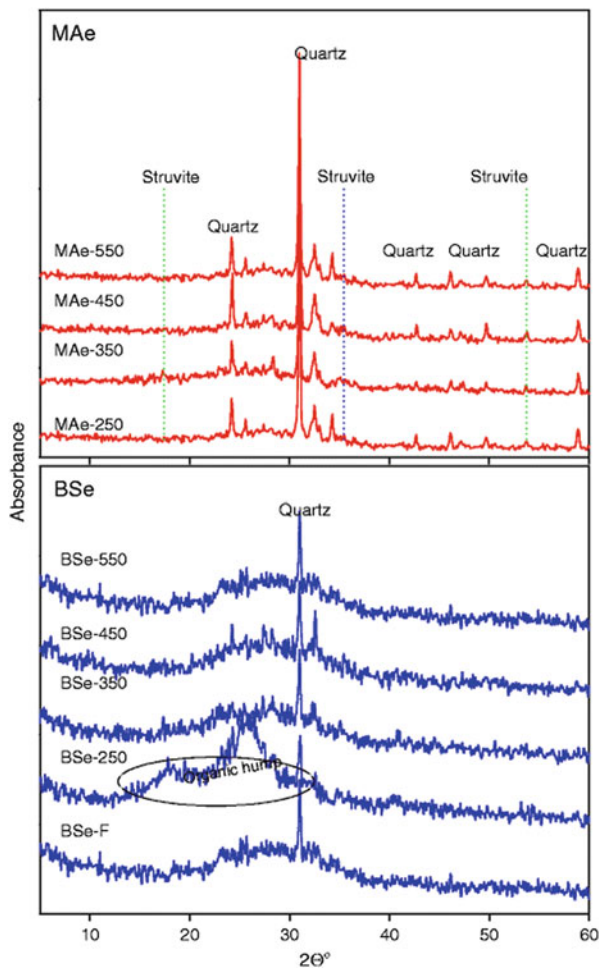 MAe
Quartz
Struvite
Struvite
Struvite
Quartz
Quartz
Quartz
Quartz
MAe-550
MAe-450
MAe-350
MAe-250
Absorbance
BSe
Quartz
BSe-550
BSe-450
BSe-350
BSe-250
Organic hume
BSe-F
10
20
30
40
50
60
2Θ°